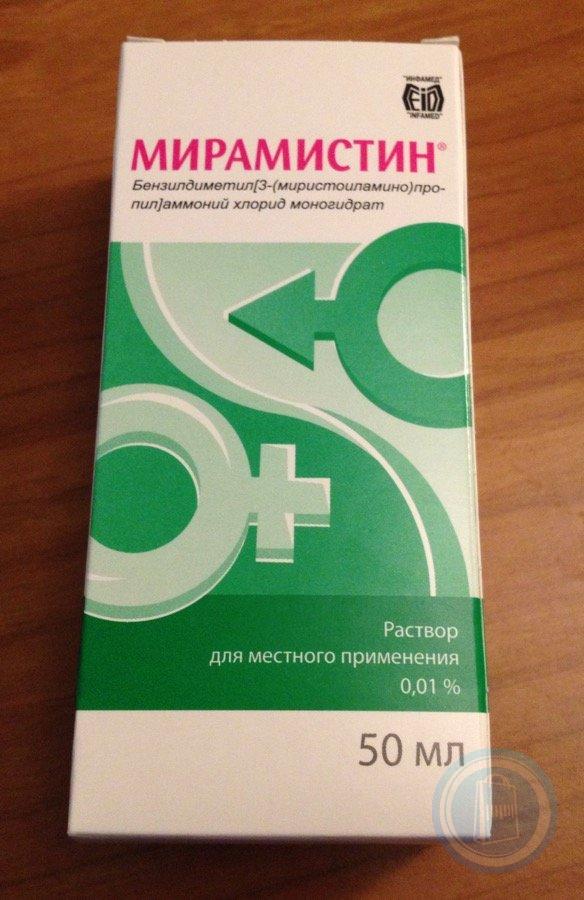 "ИНФАМЕД"
"INFAMED"
МИРАМИСТИН®
Бензилдиметил[3-(миристоиламино)про-
пил]аммоний хлорид моногидрат
Раствор
для местного применения
0,01 %
50 мл